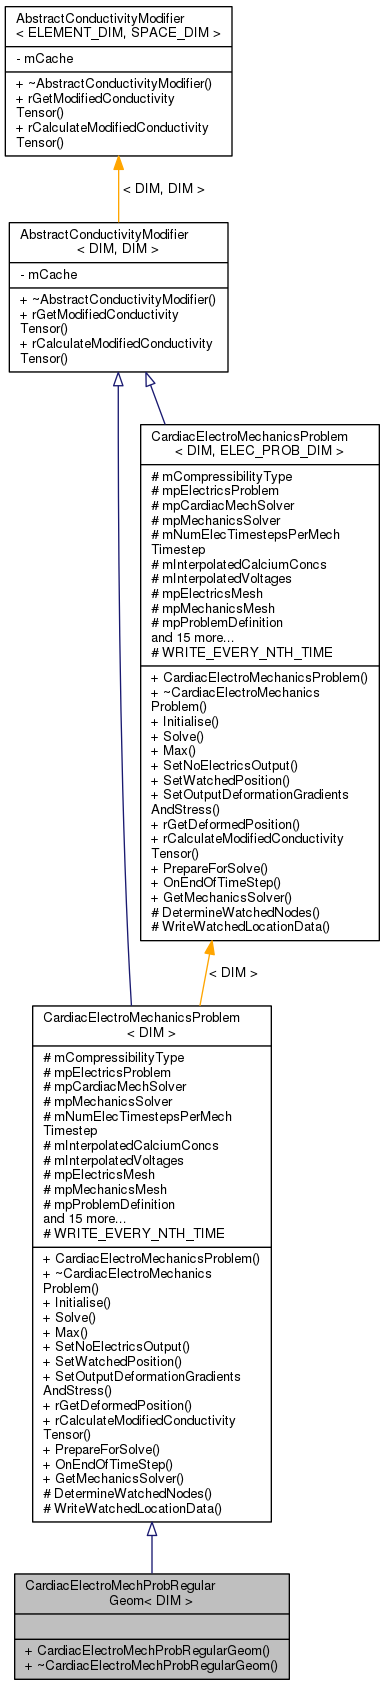 AbstractConductivityModifier
< ELEMENT_DIM, SPACE_DIM >
- mCache
+ ~AbstractConductivityModifier()
+ rGetModifiedConductivity
Tensor()
+ rCalculateModifiedConductivity
Tensor()
< DIM, DIM >
AbstractConductivityModifier
< DIM, DIM >
- mCache
+ ~AbstractConductivityModifier()
+ rGetModifiedConductivity
Tensor()
+ rCalculateModifiedConductivity
Tensor()
CardiacElectroMechanicsProblem
< DIM, ELEC_PROB_DIM >
# mCompressibilityType
# mpElectricsProblem
# mpCardiacMechSolver
# mpMechanicsSolver
# mNumElecTimestepsPerMech
Timestep
# mInterpolatedCalciumConcs
# mInterpolatedVoltages
# mpElectricsMesh
# mpMechanicsMesh
# mpProblemDefinition
and 15 more...
# WRITE_EVERY_NTH_TIME
+ CardiacElectroMechanicsProblem()
+ ~CardiacElectroMechanics
Problem()
+ Initialise()
+ Solve()
+ Max()
+ SetNoElectricsOutput()
+ SetWatchedPosition()
+ SetOutputDeformationGradients
AndStress()
+ rGetDeformedPosition()
+ rCalculateModifiedConductivity
Tensor()
+ PrepareForSolve()
+ OnEndOfTimeStep()
+ GetMechanicsSolver()
# DetermineWatchedNodes()
# WriteWatchedLocationData()
< DIM >
CardiacElectroMechanicsProblem
< DIM >
# mCompressibilityType
# mpElectricsProblem
# mpCardiacMechSolver
# mpMechanicsSolver
# mNumElecTimestepsPerMech
Timestep
# mInterpolatedCalciumConcs
# mInterpolatedVoltages
# mpElectricsMesh
# mpMechanicsMesh
# mpProblemDefinition
and 15 more...
# WRITE_EVERY_NTH_TIME
+ CardiacElectroMechanicsProblem()
+ ~CardiacElectroMechanics
Problem()
+ Initialise()
+ Solve()
+ Max()
+ SetNoElectricsOutput()
+ SetWatchedPosition()
+ SetOutputDeformationGradients
AndStress()
+ rGetDeformedPosition()
+ rCalculateModifiedConductivity
Tensor()
+ PrepareForSolve()
+ OnEndOfTimeStep()
+ GetMechanicsSolver()
# DetermineWatchedNodes()
# WriteWatchedLocationData()
CardiacElectroMechProbRegular
Geom< DIM >
+ CardiacElectroMechProbRegularGeom()
+ ~CardiacElectroMechProbRegularGeom()